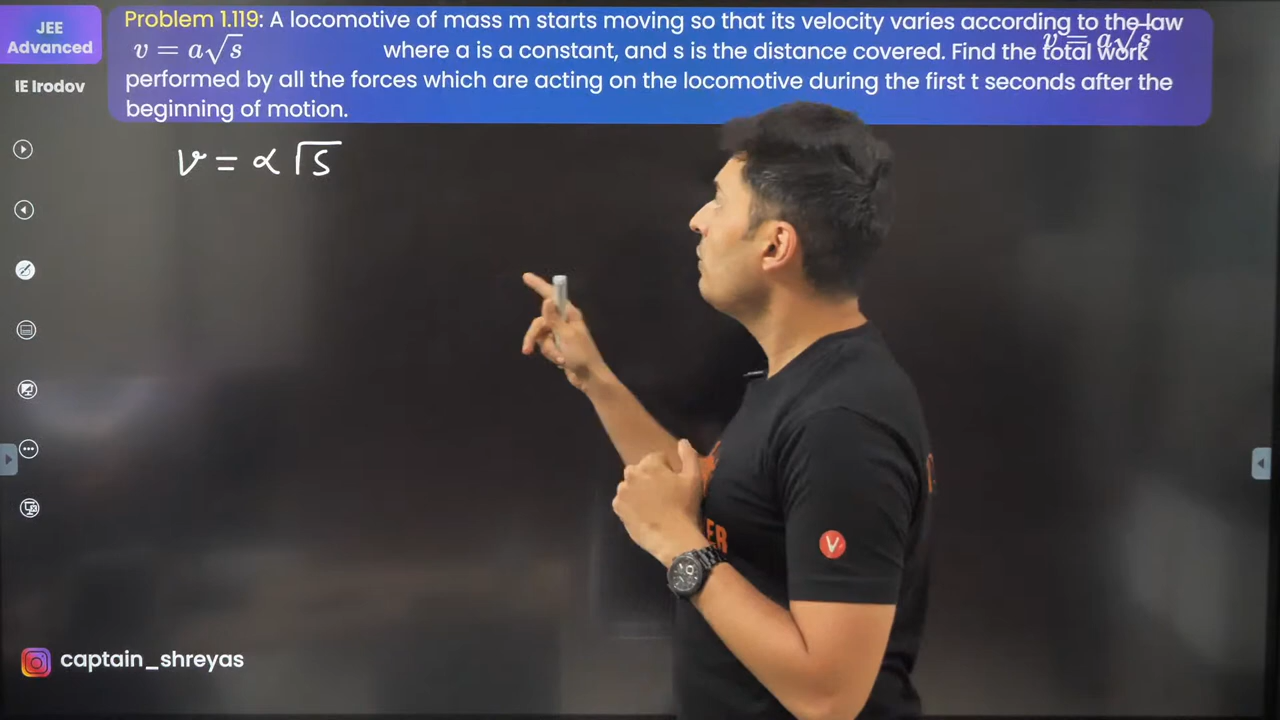 JEE
Advanced
IE Irodov
Problem 1.119: A locomotive of mass m starts moving so that its velocity varies according to the law
v = a√s where a is a constant, and s is the distance covered. Find the total work
v = a√s
performed by all the forces which are acting on the locomotive during the first t seconds after the
beginning of motion.
v = α √s
ER
V
captain_shreyas